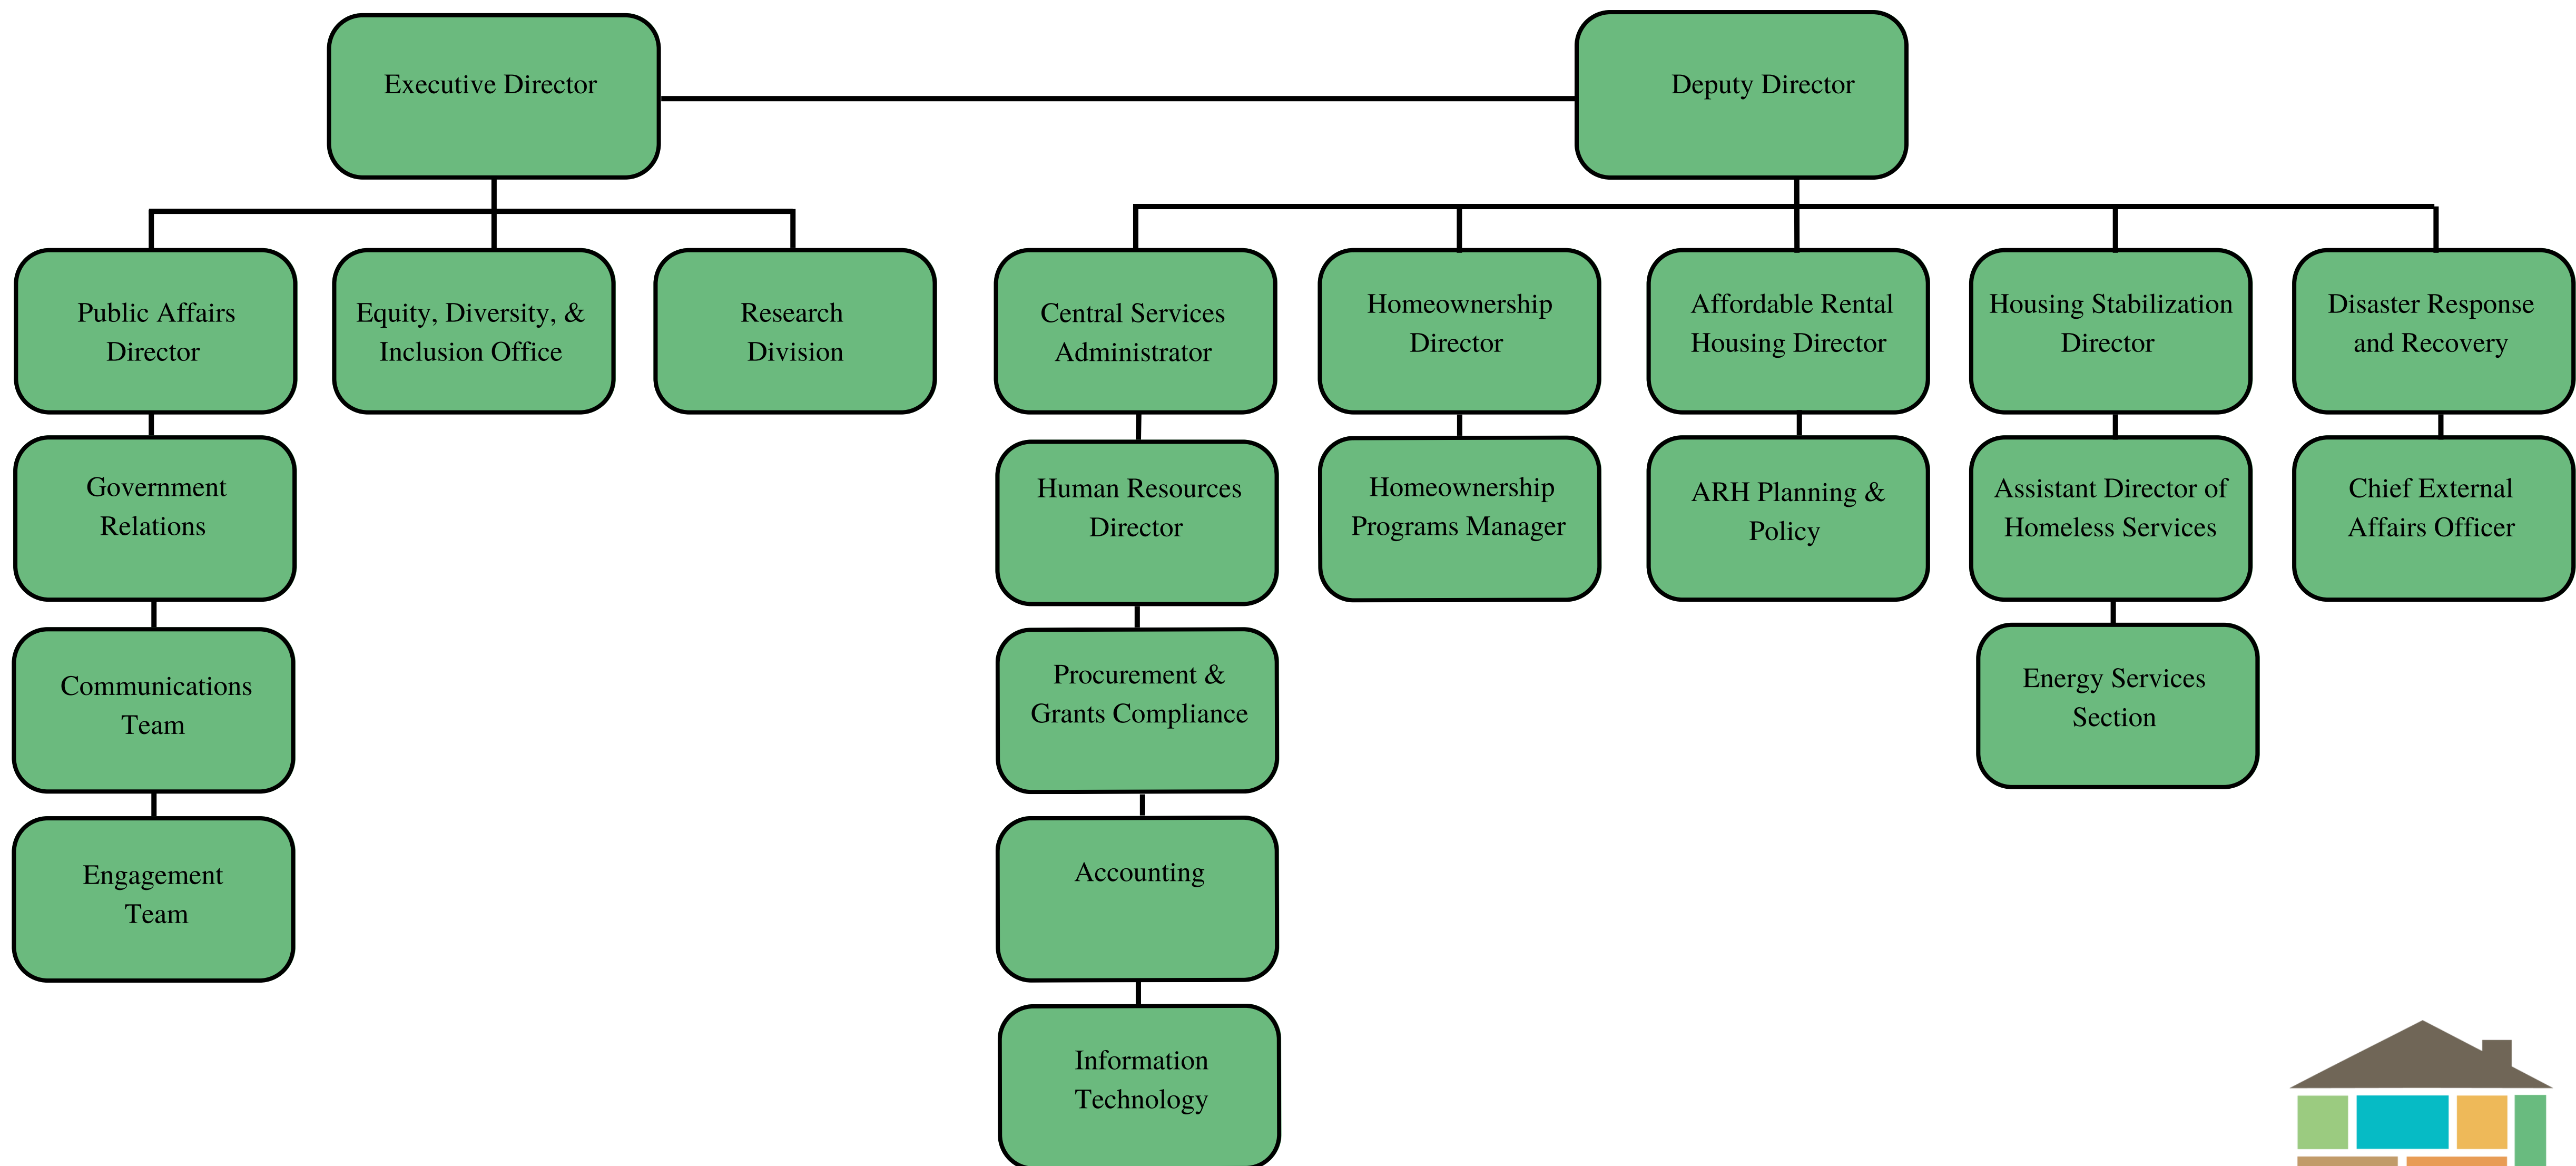 Executive Director
Deputy Director
Public Affairs
Director
Equity, Diversity, &
Inclusion Office
Research
Division
Central Services
Administrator
Homeownership
Director
Affordable Rental
Housing Director
Housing Stabilization
Director
Disaster Response
and Recovery
Government
Relations
Human Resources
Director
Homeownership
Programs Manager
ARH Planning &
Policy
Assistant Director of
Homeless Services
Chief External
Affairs Officer
Communications
Team
Procurement &
Grants Compliance
Energy Services
Section
Engagement
Team
Accounting
Information
Technology